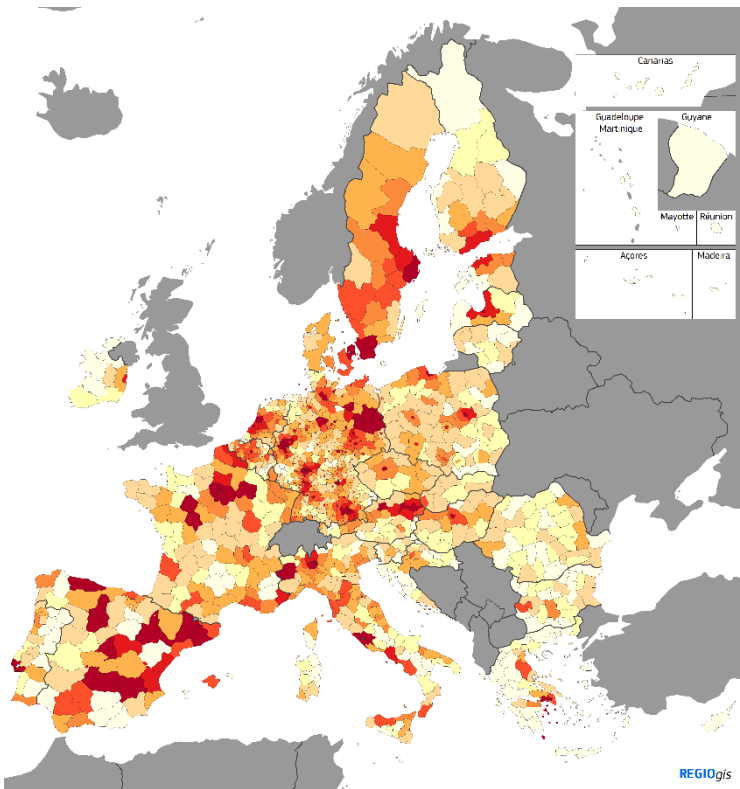 Canarias
Guadeloupe
Martinique
Guyane
Mayotte
Réunion
Açores
Madeira
REGIOgis